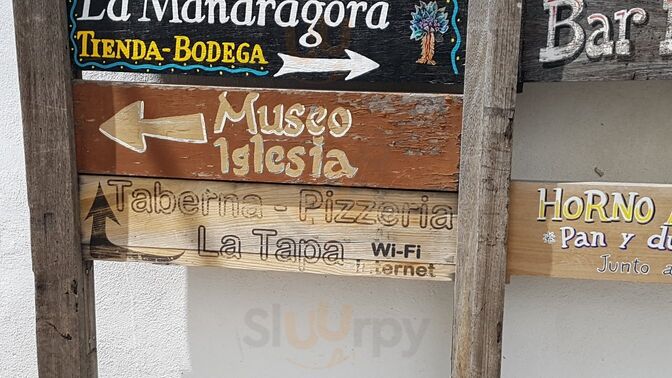 La Mandragora
TIENDA-BODEGA
Museo
Iglesia
Taberna - Pizzeria
La Tapa
Wi-Fi
Internet
Bar
HORNO
* Pan y
Junto a
Sluurpy